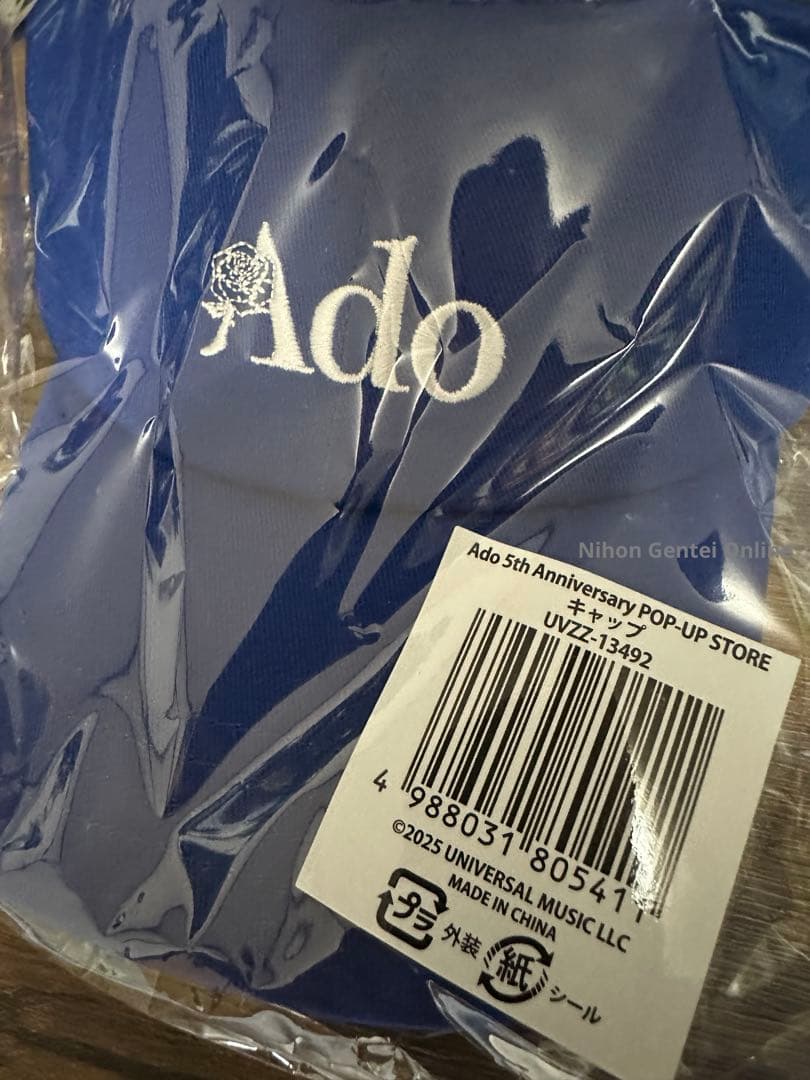 Ado
Nihon Gentei Online
Ado 5th Anniversary POP-UP STORE
キャップ
UVZZ-13492
4 988031 805411
©2025 UNIVERSAL MUSIC LLC
MADE IN CHINA
プラ 外装 紙 シール